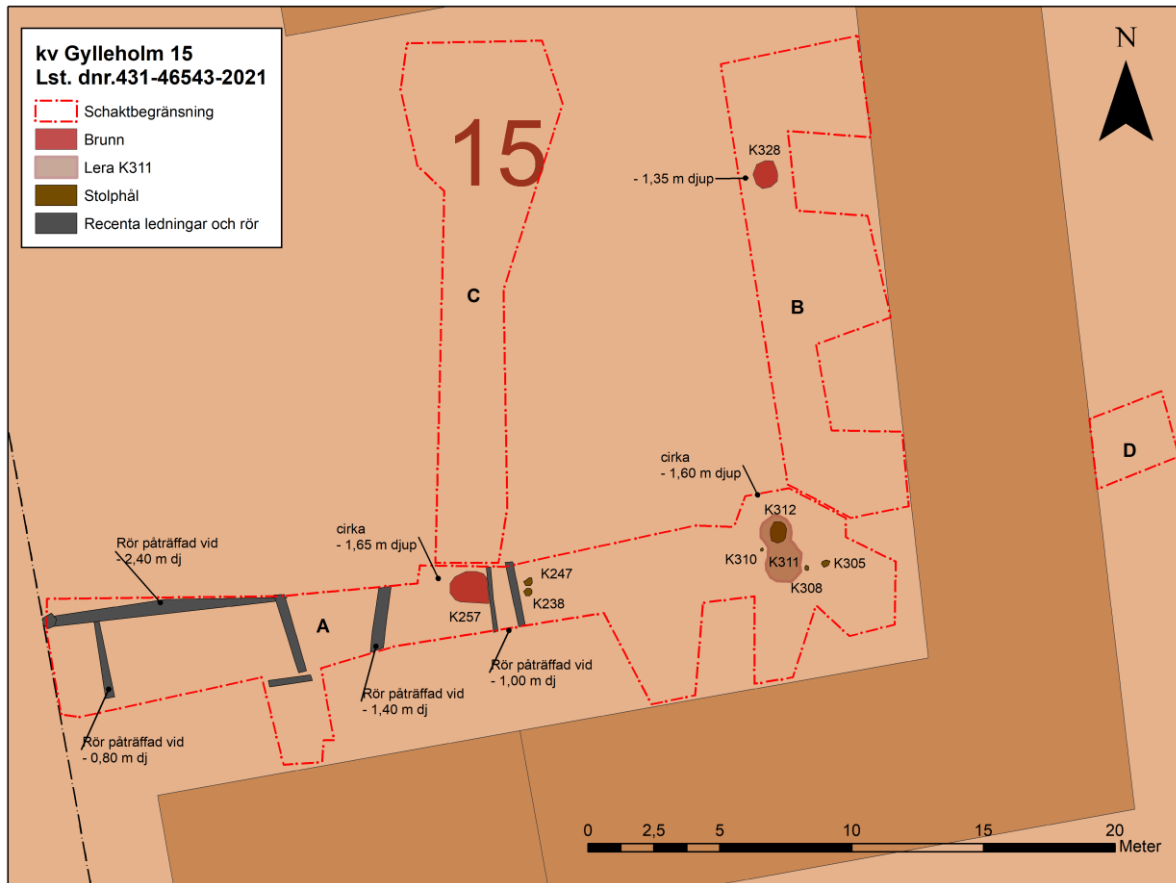 kv Gylleholm 15
Lst. dnr.431-46543-2021
Schaktbegränsning
Brunn
Lera K311
Stolphål
Recenta ledningar och rör
N
15
K328
- 1,35 m djup
C
B
D
cirka
- 1,60 m djup
K312
K310
K311
K305
K308
cirka
- 1,65 m djup
Rör påträffad vid
- 2,40 m dj
K247
K238
K257
A
Rör påträffad vid
- 1,00 m dj
Rör påträffad vid
- 1,40 m dj
Rör påträffad vid
- 0,80 m dj
0 2,5 5 10 15 20
Meter